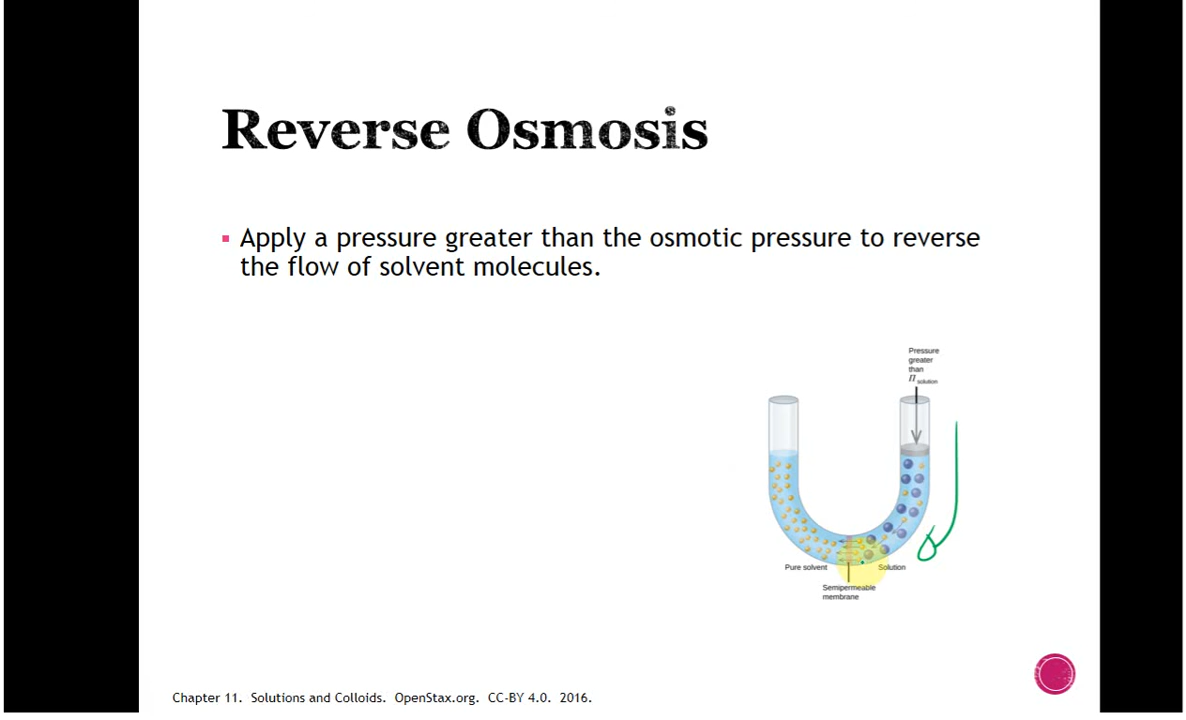 Reverse Osmosis
Apply a pressure greater than the osmotic pressure to reverse
the flow of solvent molecules.
Pressure
greater
than
Π solution
Pure solvent
Solution
Semipermeable
membrane
Chapter 11. Solutions and Colloids. OpenStax.org. CC-BY 4.0. 2016.